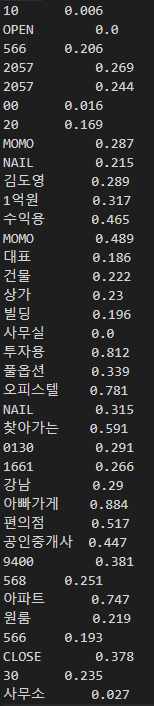 10 0.006
OPEN 0.0
566 0.206
2057 0.269
2057 0.244
00 0.016
20 0.169
MOMO 0.287
NAIL 0.215
김도영 0.289
1억원 0.317
수익용 0.465
MOMO 0.489
대표 0.186
건물 0.222
상가 0.23
빌딩 0.196
사무실 0.0
투자용 0.812
풀옵션 0.339
오피스텔 0.781
NAIL 0.315
찾아가는 0.591
0130 0.291
1661 0.266
강남 0.29
아빠가게 0.884
편의점 0.517
공인중개사 0.447
9400 0.381
568 0.251
아파트 0.747
원룸 0.219
566 0.193
CLOSE 0.378
30 0.235
사무소 0.027